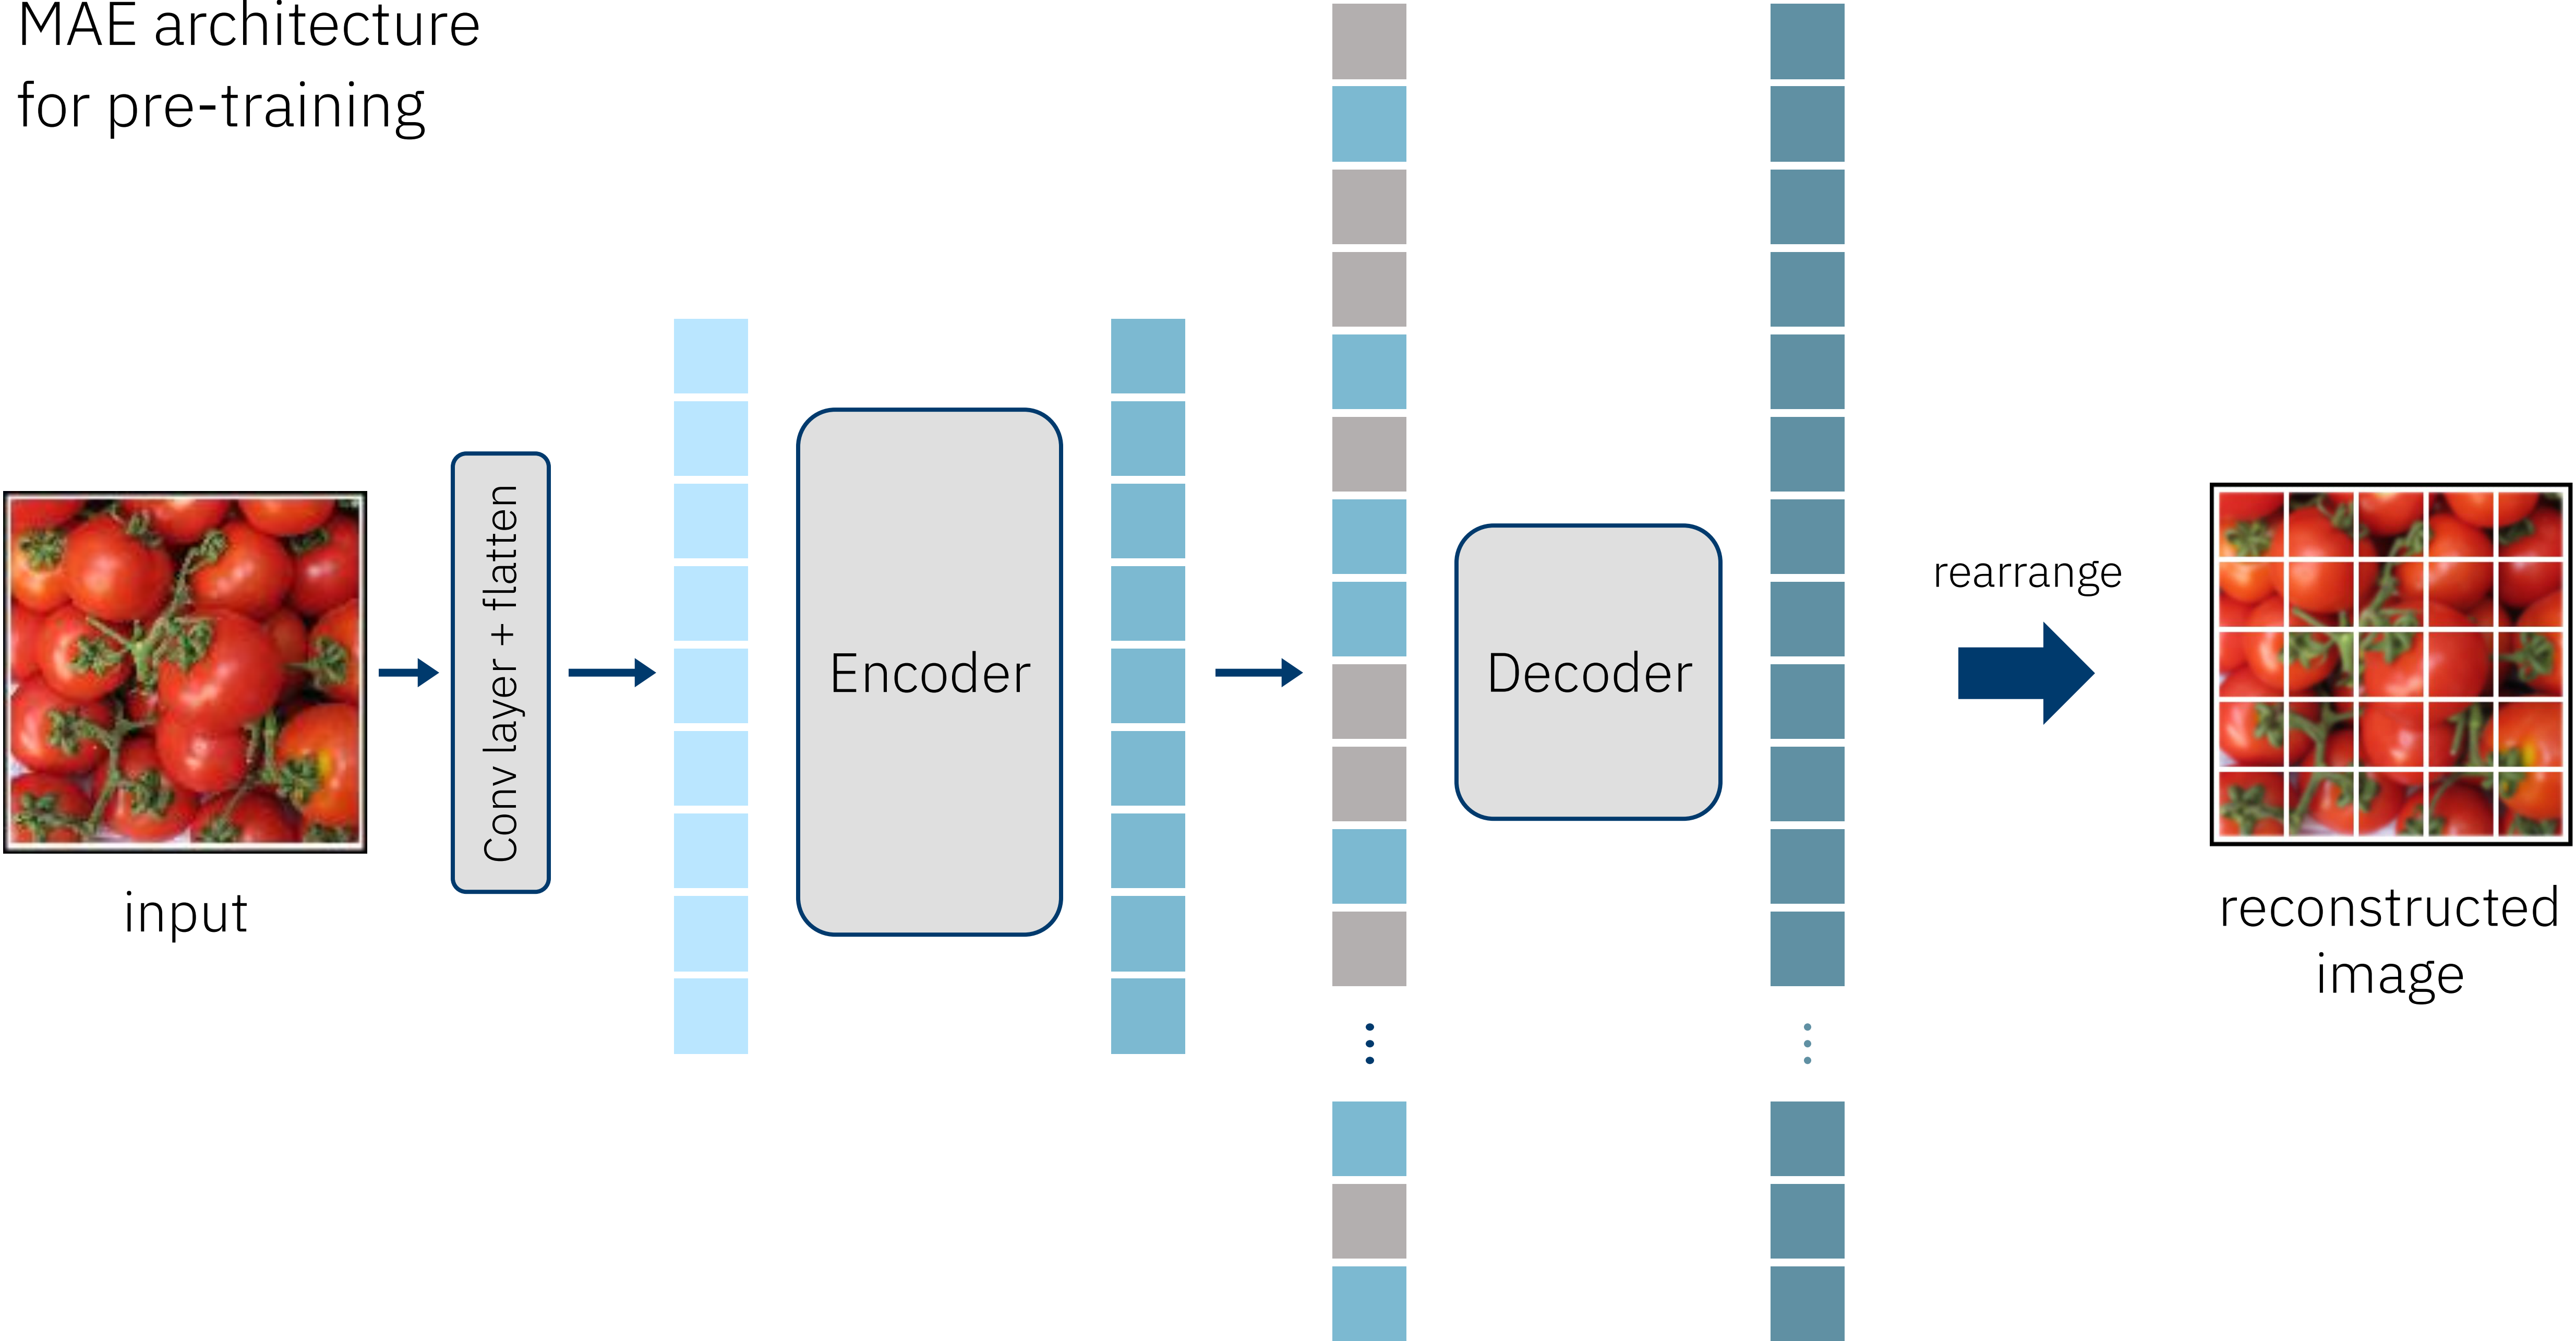 MAE architecture
for pre-training
input
Conv layer + flatten
Encoder
Decoder
rearrange
reconstructed
image